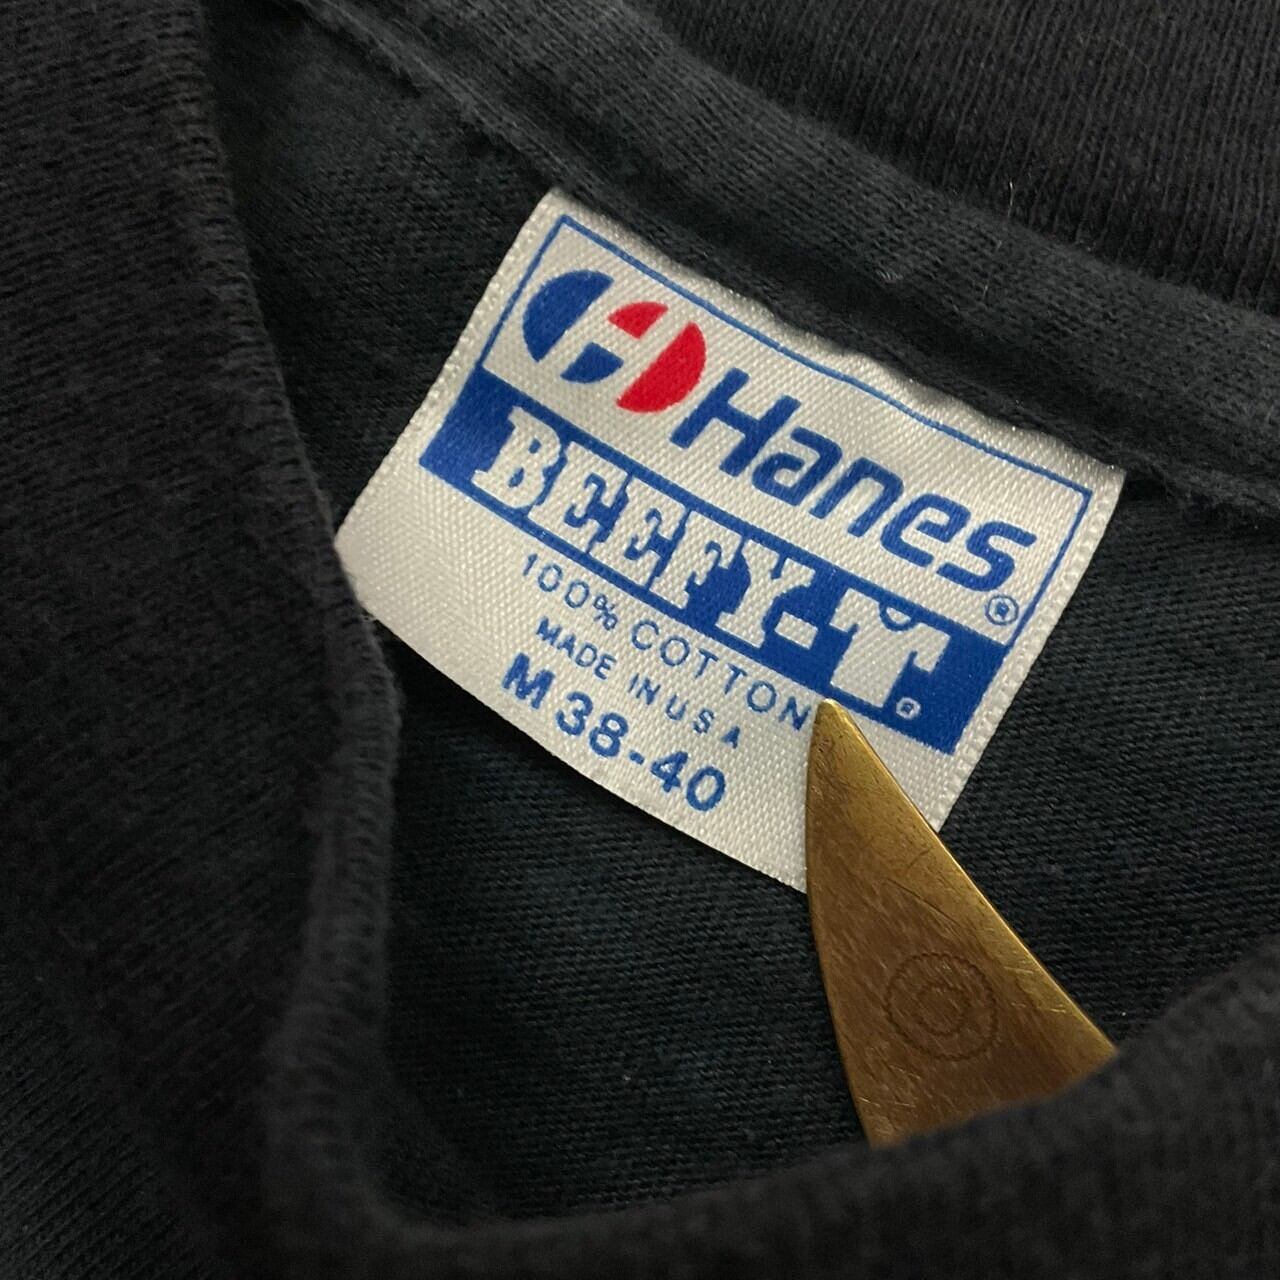 Hanes®
BEEFY-T®
100% COTTON
MADE IN USA
M 38-40